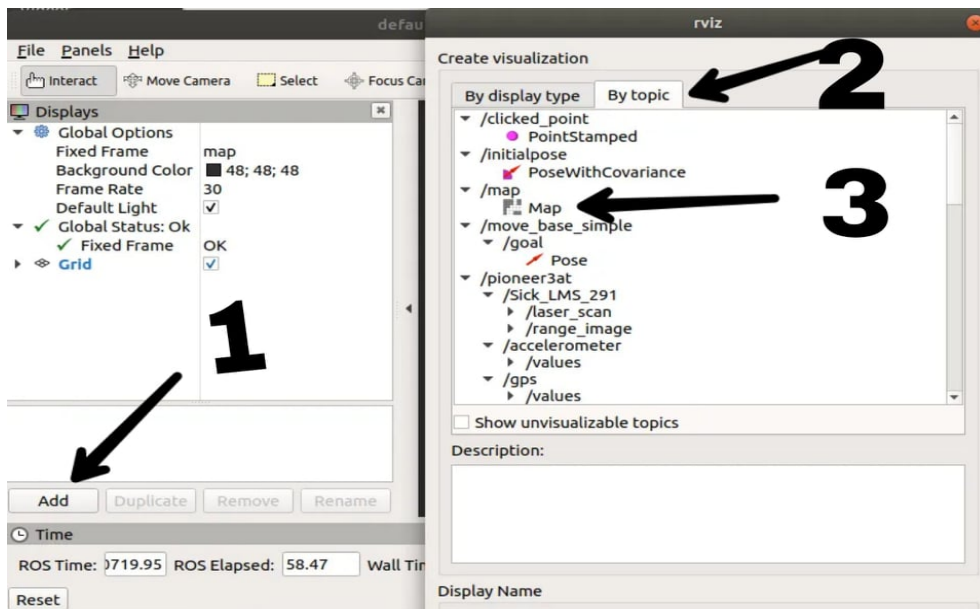 defau
File Panels Help
Interact Move Camera Select Focus Ca
Displays
Global Options
Fixed Frame map
Background Color 48; 48; 48
Frame Rate 30
Default Light
Global Status: Ok
Fixed Frame OK
Grid
1
Add Duplicate Remove Rename
Time
ROS Time: 0719.95 ROS Elapsed: 58.47 Wall Tir
Reset
rviz
Create visualization
2
By display type By topic
/clicked_point
PointStamped
/initialpose
PoseWithCovariance
/map
Map
3
/move_base_simple
/goal
Pose
/pioneer3at
/Sick_LMS_291
/laser_scan
/range_image
/accelerometer
/values
/gps
/values
Show unvisualizable topics
Description:
Display Name